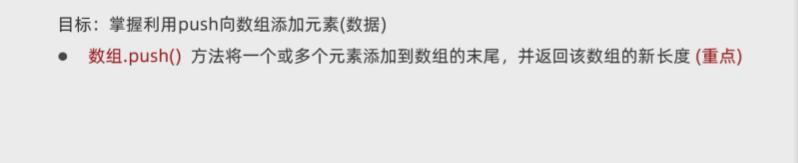 目标：掌握利用push向数组添加元素(数据)
● 数组.push() 方法将一个或多个元素添加到数组的末尾，并返回该数组的新长度 (重点)